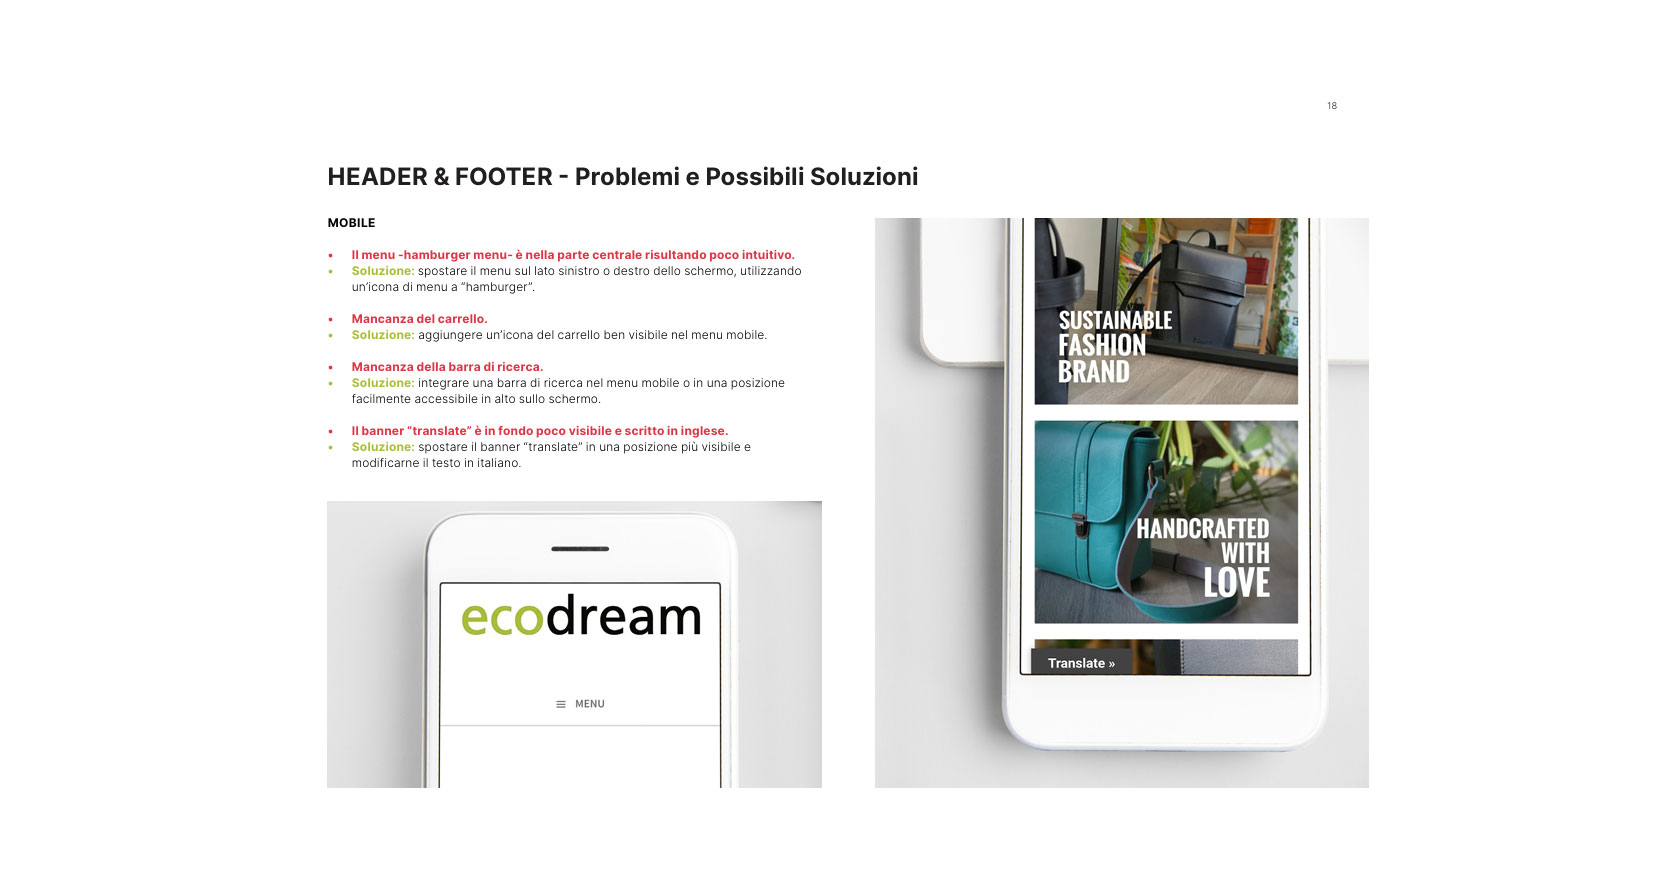 18
HEADER & FOOTER - Problemi e Possibili Soluzioni
MOBILE
• Il menu -hamburger menu- è nella parte centrale risultando poco intuitivo.
• Soluzione: spostare il menu sul lato sinistro o destro dello schermo, utilizzando
un’icona di menu a “hamburger”.
• Mancanza del carrello.
• Soluzione: aggiungere un’icona del carrello ben visibile nel menu mobile.
• Mancanza della barra di ricerca.
• Soluzione: integrare una barra di ricerca nel menu mobile o in una posizione
facilmente accessibile in alto sullo schermo.
• Il banner “translate” è in fondo poco visibile e scritto in inglese.
• Soluzione: spostare il banner “translate” in una posizione più visibile e
modificarne il testo in italiano.
ecodream
MENU
SUSTAINABLE
FASHION
BRAND
HANDCRAFTED
WITH
LOVE
Translate »